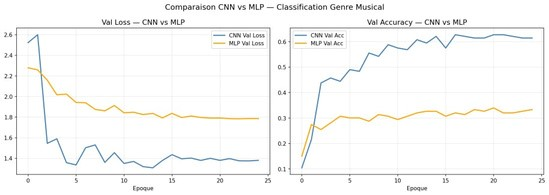 Comparaison CNN vs MLP — Classification Genre Musical
Val Loss — CNN vs MLP
2.6
2.4
2.2
2.0
1.8
1.6
1.4
0
5
10
15
20
25
Epoque
CNN Val Loss
MLP Val Loss
Val Accuracy — CNN vs MLP
0.6
0.5
0.4
0.3
0.2
0.1
0
5
10
15
20
25
Epoque
CNN Val Acc
MLP Val Acc